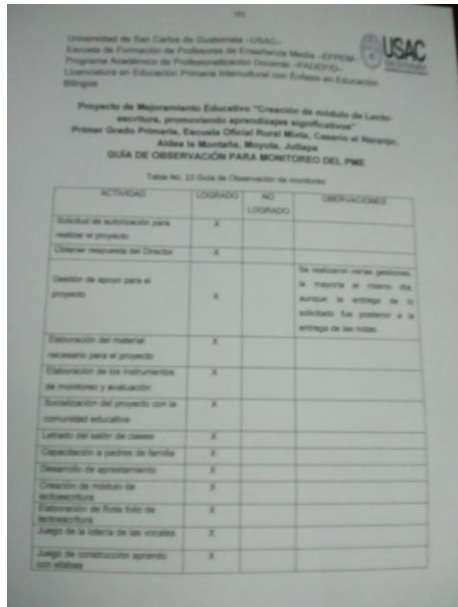 Universidad de San Carlos de Guatemala -USAC-
Escuela de Formación de Profesores de Enseñanza Media -EFPEM-
Programa Académico de Profesionalización Docente -PADEP/D-
Licenciatura en Educación Primaria Intercultural con Énfasis en Educación
Bilingüe
USAC
Proyecto de Mejoramiento Educativo "Creación de módulo de Lecto-
escritura, promoviendo aprendizajes significativos"
Primer Grado Primaria, Escuela Oficial Rural Mixta, Caserío el Naranjo,
Aldea la Montaña, Moyuta, Jutiapa
GUÍA DE OBSERVACIÓN PARA MONITOREO DEL PME
Tabla No. 23 Guía de Observación de monitoreo
ACTIVIDAD LOGRADO NO LOGRADO OBERVACIONES
Solicitud de autorización para
realizar el proyecto X
Obtener respuesta del Director X
Gestión de apoyo para el
proyecto X
Se realizaron varias gestiones,
la mayoría el mismo día,
aunque la entrega de lo
solicitado fue posterior a la
entrega de las notas.
Elaboración del material
necesario para el proyecto X
Elaboración de los instrumentos
de monitoreo y evaluación X
Socialización del proyecto con la
comunidad educativa X
Letrado del salón de clases X
Capacitación a padres de familia X
Desarrollo de aprestamiento X
Creación de módulo de
lectoescritura X
Elaboración de Rota folio de
lectoescritura X
Juego de la lotería de las vocales X
Juego de construcción aprendo
con sílabas X